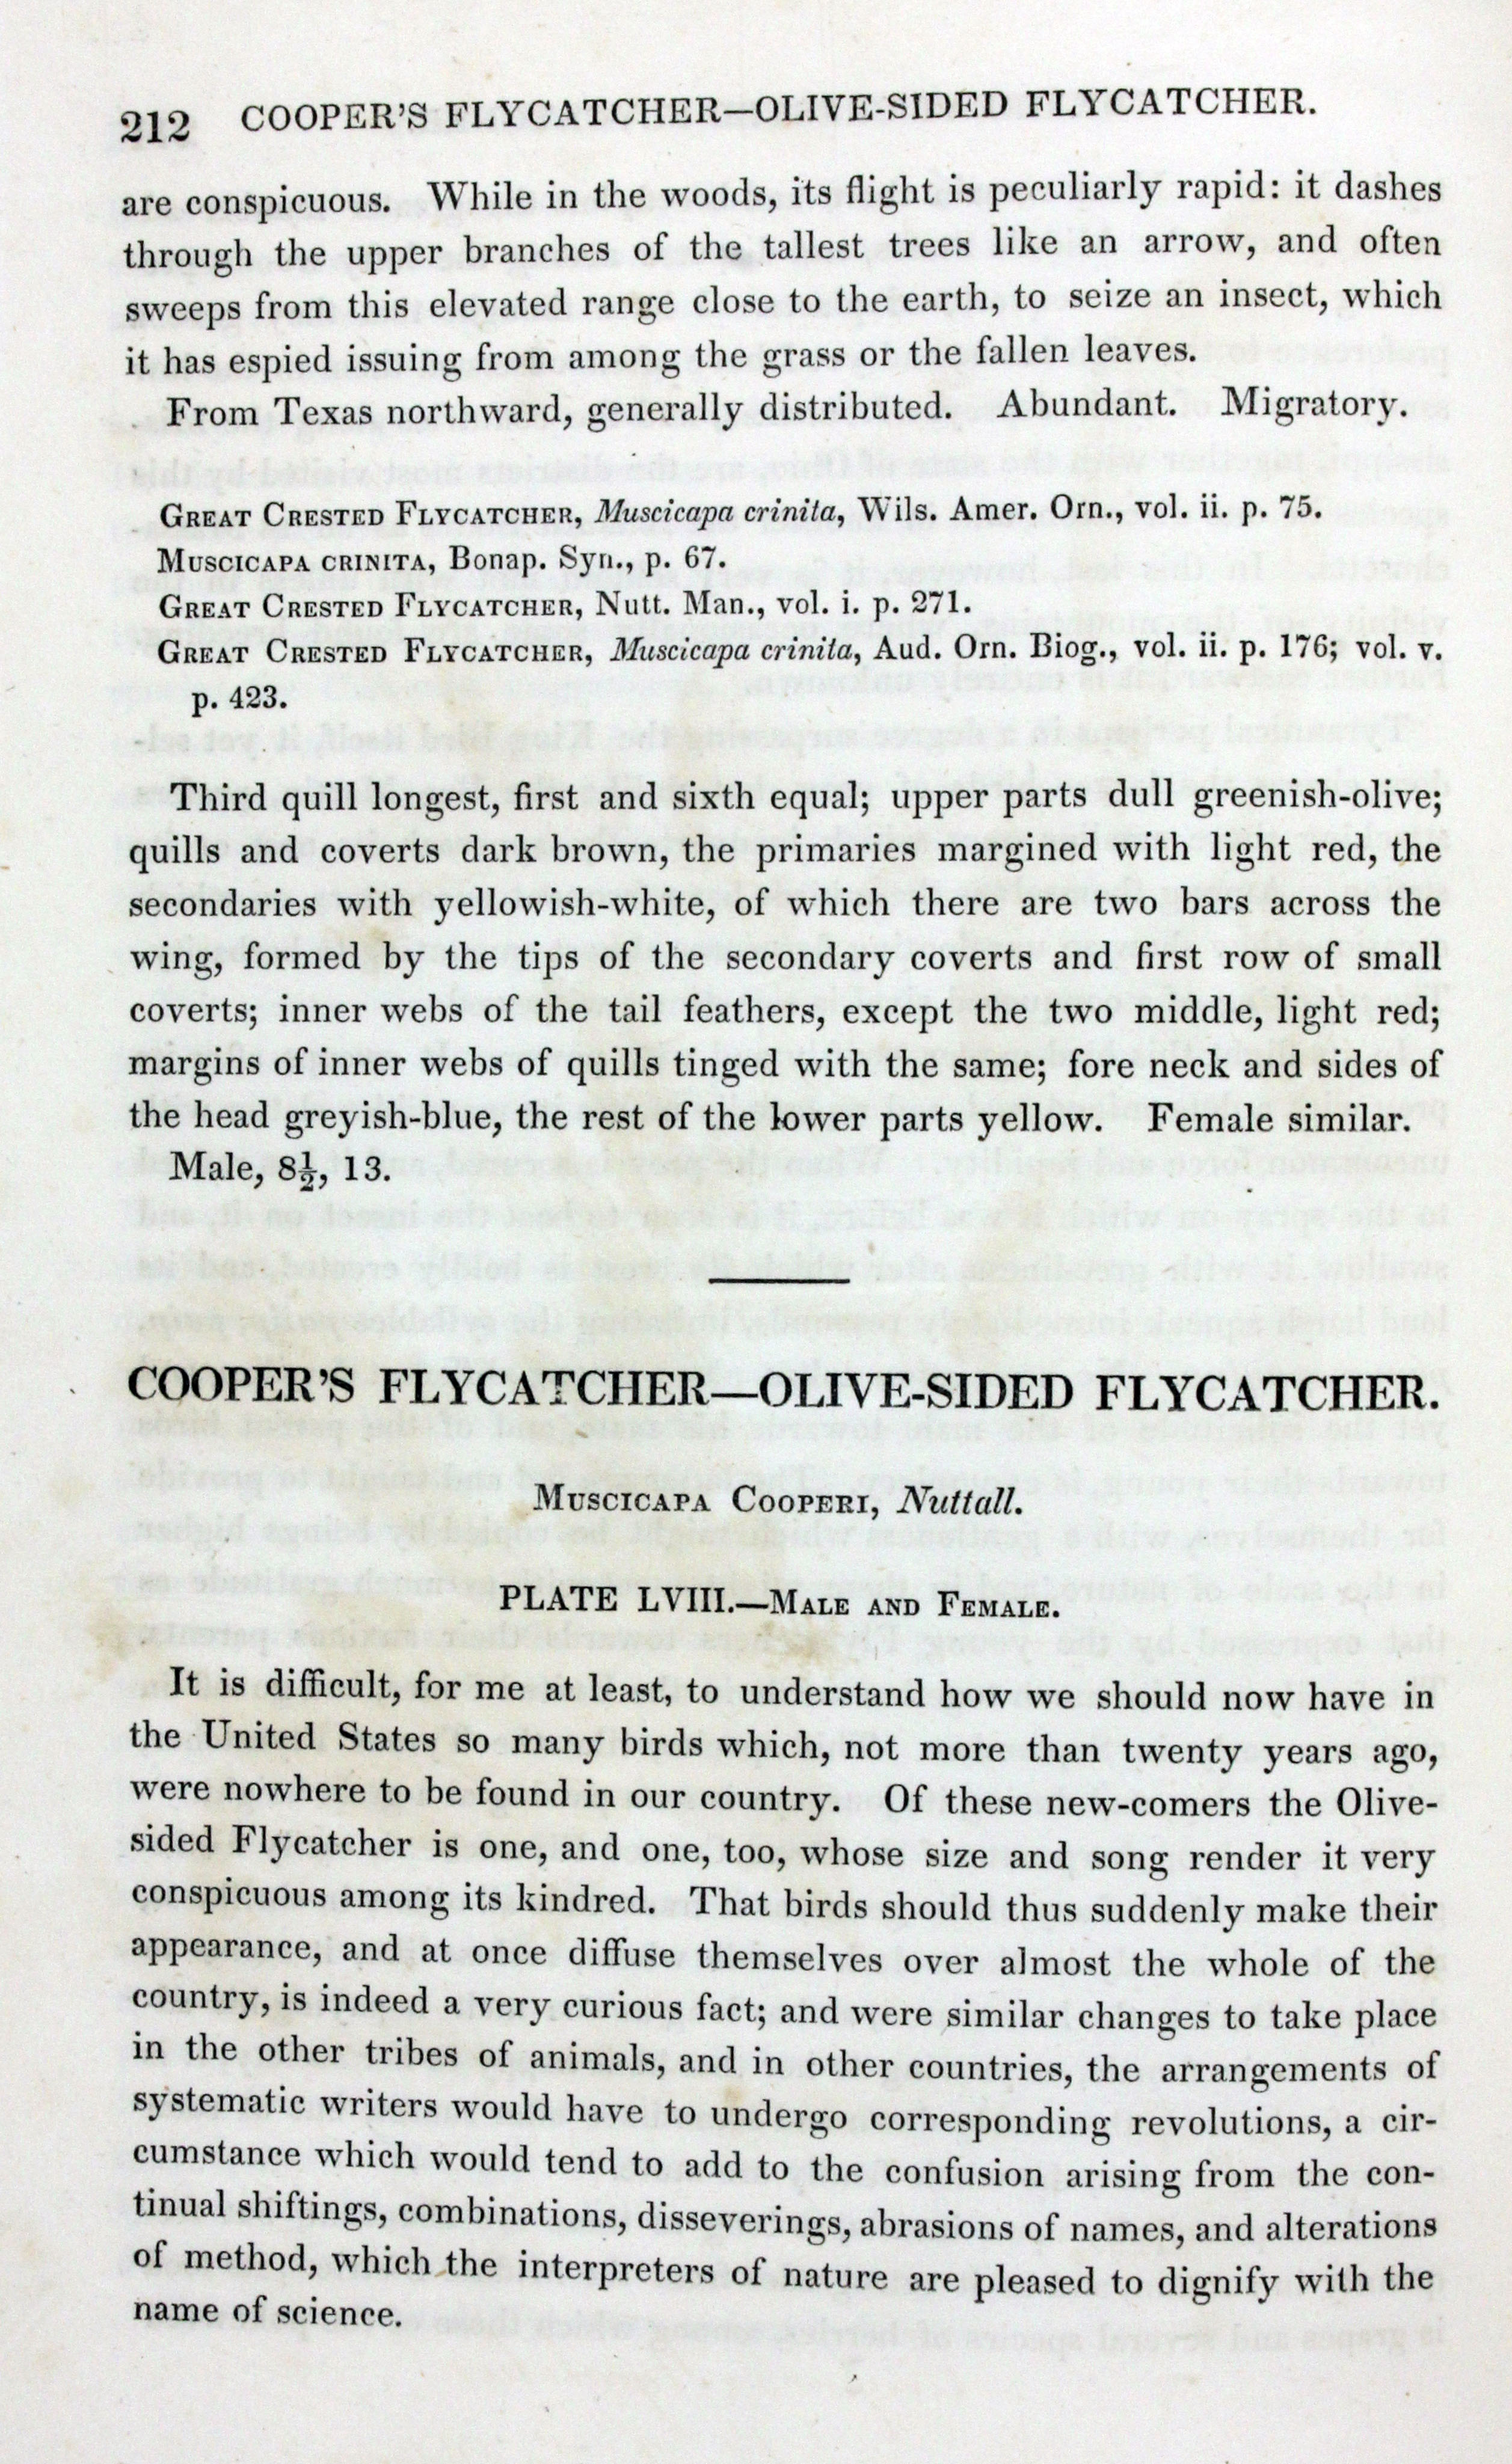 212 COOPER'S FLYCATCHER—OLIVE-SIDED FLYCATCHER.
are conspicuous. While in the woods, its flight is peculiarly rapid: it dashes
through the upper branches of the tallest trees like an arrow, and often
sweeps from this elevated range close to the earth, to seize an insect, which
it has espied issuing from among the grass or the fallen leaves.
From Texas northward, generally distributed. Abundant. Migratory.
GREAT CRESTED FLYCATCHER, Muscicapa crinita, Wils. Amer. Orn., vol. ii. p. 75.
MUSCICAPA CRINITA, Bonap. Syn., p. 67.
GREAT CRESTED FLYCATCHER, Nutt. Man., vol. i. p. 271.
GREAT CRESTED FLYCATCHER, Muscicapa crinita, Aud. Orn. Biog., vol. ii. p. 176; vol. v.
p. 423.
Third quill longest, first and sixth equal; upper parts dull greenish-olive;
quills and coverts dark brown, the primaries margined with light red, the
secondaries with yellowish-white, of which there are two bars across the
wing, formed by the tips of the secondary coverts and first row of small
coverts; inner webs of the tail feathers, except the two middle, light red;
margins of inner webs of quills tinged with the same; fore neck and sides of
the head greyish-blue, the rest of the lower parts yellow. Female similar.
Male, 8½, 13.
COOPER'S FLYCATCHER—OLIVE-SIDED FLYCATCHER.
MUSCICAPA COOPERI, Nuttall.
PLATE LVIII.—MALE AND FEMALE.
It is difficult, for me at least, to understand how we should now have in
the United States so many birds which, not more than twenty years ago,
were nowhere to be found in our country. Of these new-comers the Olive-
sided Flycatcher is one, and one, too, whose size and song render it very
conspicuous among its kindred. That birds should thus suddenly make their
appearance, and at once diffuse themselves over almost the whole of the
country, is indeed a very curious fact; and were similar changes to take place
in the other tribes of animals, and in other countries, the arrangements of
systematic writers would have to undergo corresponding revolutions, a cir-
cumstance which would tend to add to the confusion arising from the con-
tinual shiftings, combinations, disseverings, abrasions of names, and alterations
of method, which the interpreters of nature are pleased to dignify with the
name of science.